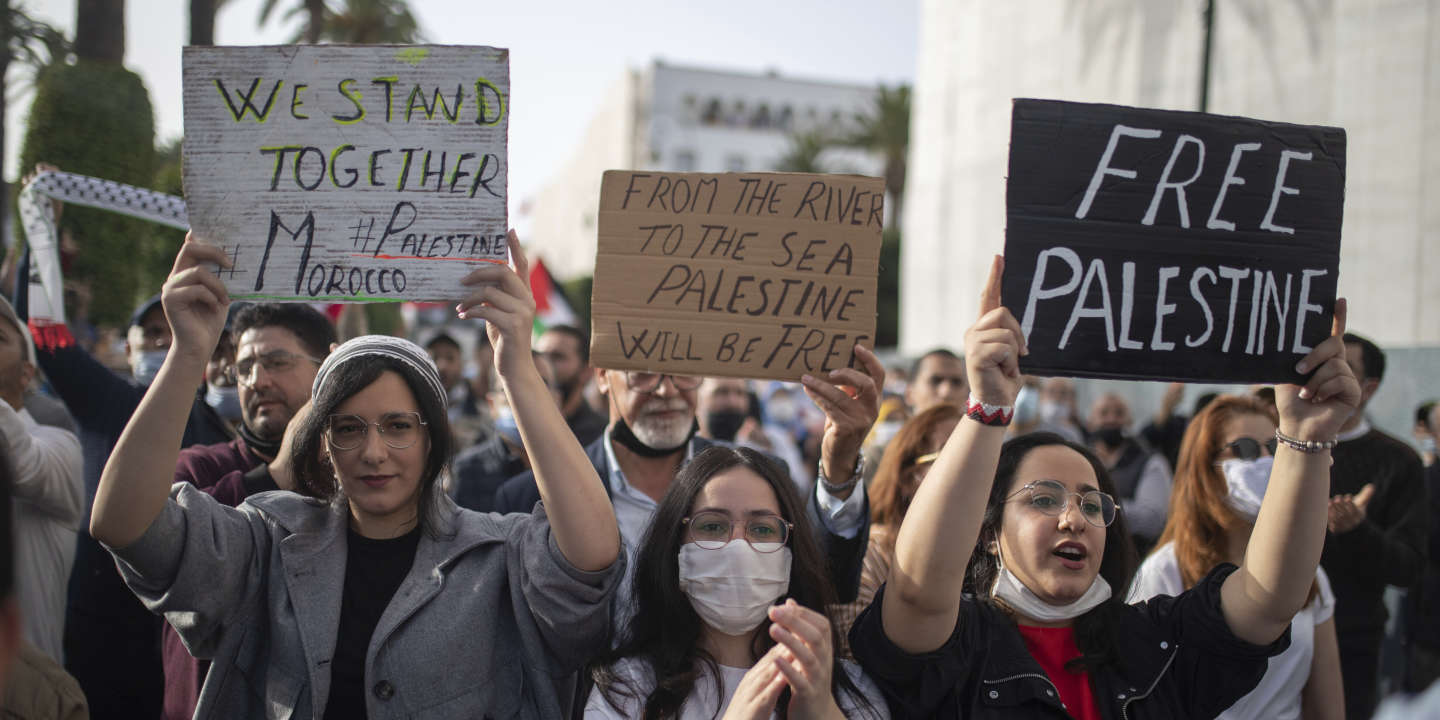 WE STAND
TOGETHER
#PALESTINE
#MOROCCO
FROM THE RIVER
TO THE SEA
PALESTINE
WILL BE FREE
FREE
PALESTINE